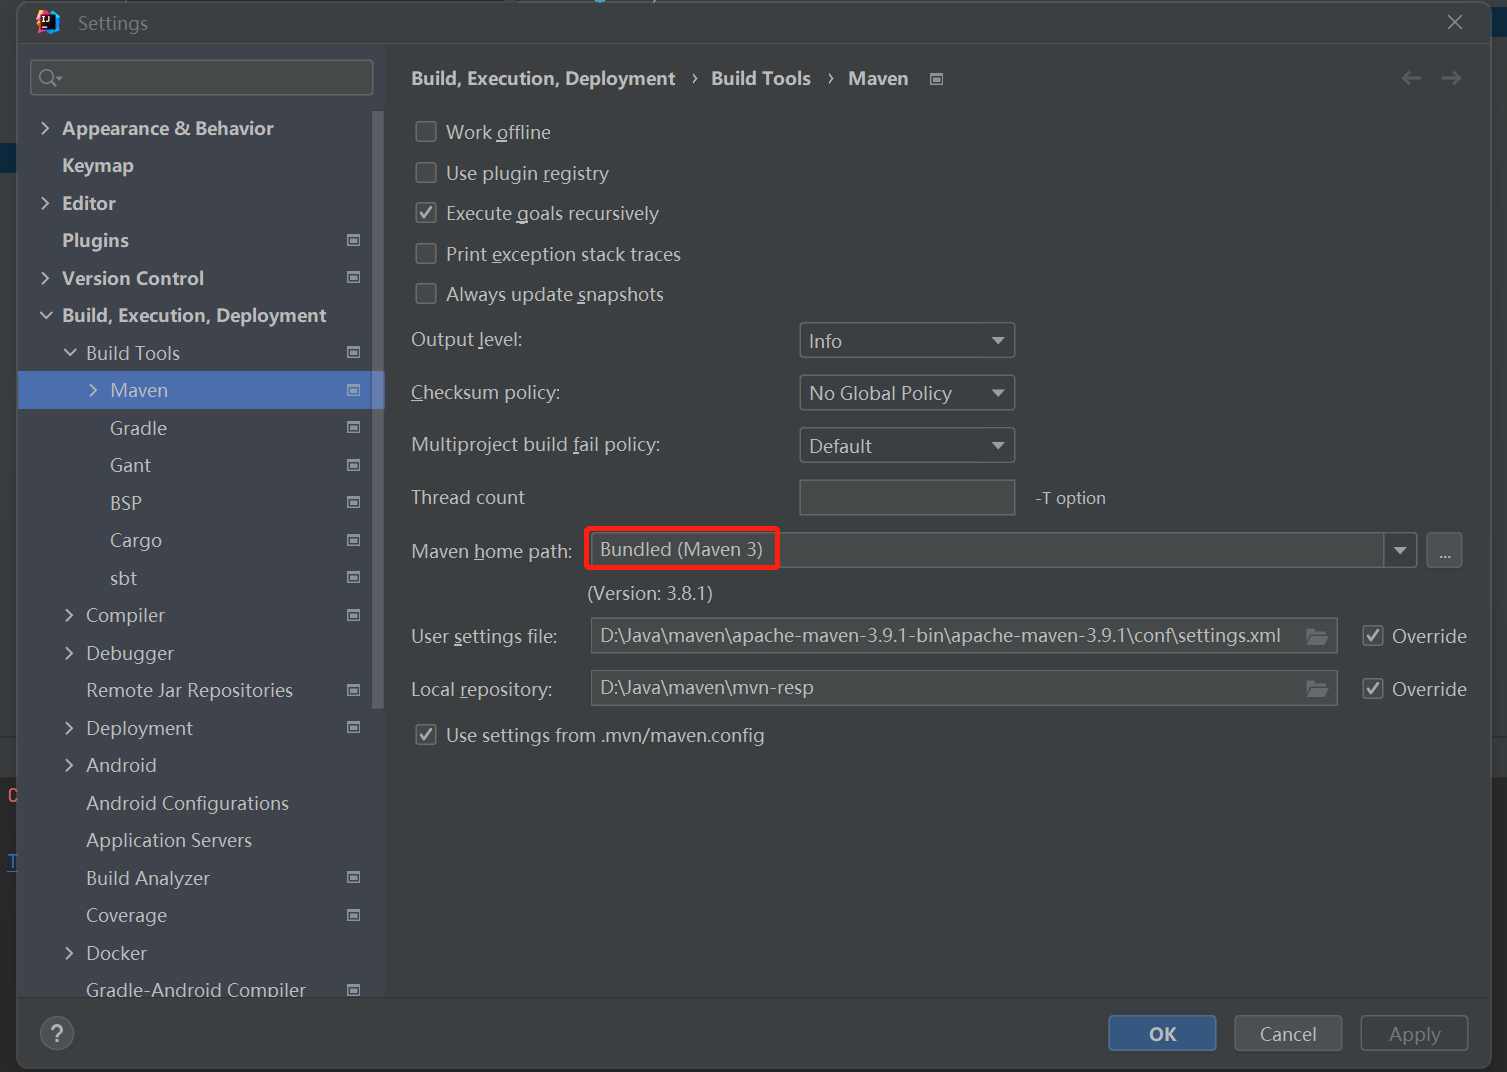 Settings
Build, Execution, Deployment › Build Tools › Maven
Appearance & Behavior
Keymap
Editor
Plugins
Version Control
Build, Execution, Deployment
Build Tools
Maven
Gradle
Gant
BSP
Cargo
sbt
Compiler
Debugger
Remote Jar Repositories
Deployment
Android
Android Configurations
Application Servers
Build Analyzer
Coverage
Docker
Gradle-Android Compiler
Work offline
Use plugin registry
Execute goals recursively
Print exception stack traces
Always update snapshots
Output level: Info
Checksum policy: No Global Policy
Multiproject build fail policy: Default
Thread count -T option
Maven home path: Bundled (Maven 3) ...
(Version: 3.8.1)
User settings file: D:\Java\maven\apache-maven-3.9.1-bin\apache-maven-3.9.1\conf\settings.xml Override
Local repository: D:\Java\maven\mvn-resp Override
Use settings from .mvn/maven.config
? OK Cancel Apply